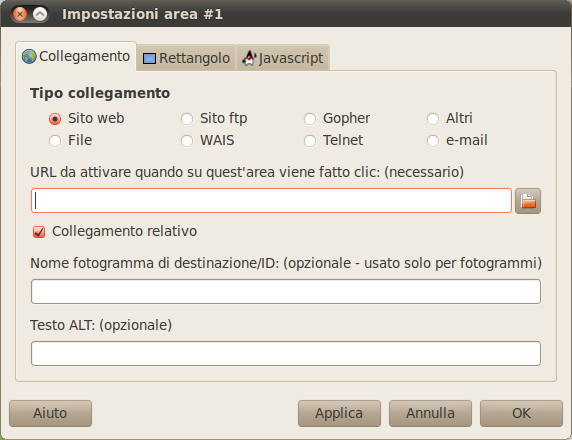 Impostazioni area #1
Collegamento Rettangolo Javascript
Tipo collegamento
Sito web Sito ftp Gopher Altri
File WAIS Telnet e-mail
URL da attivare quando su quest'area viene fatto clic: (necessario)
Collegamento relativo
Nome fotogramma di destinazione/ID: (opzionale - usato solo per fotogrammi)
Testo ALT: (opzionale)
Aiuto Applica Annulla OK